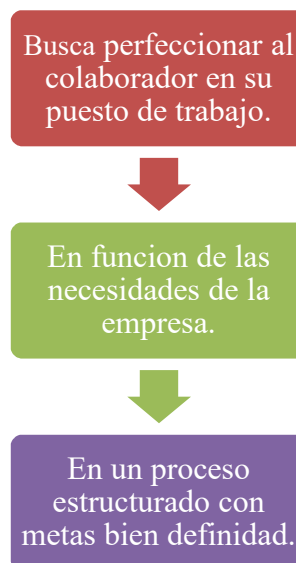 Busca perfeccionar al
colaborador en su
puesto de trabajo.
En funcion de las
necesidades de la
empresa.
En un proceso
estructurado con
metas bien definidad.